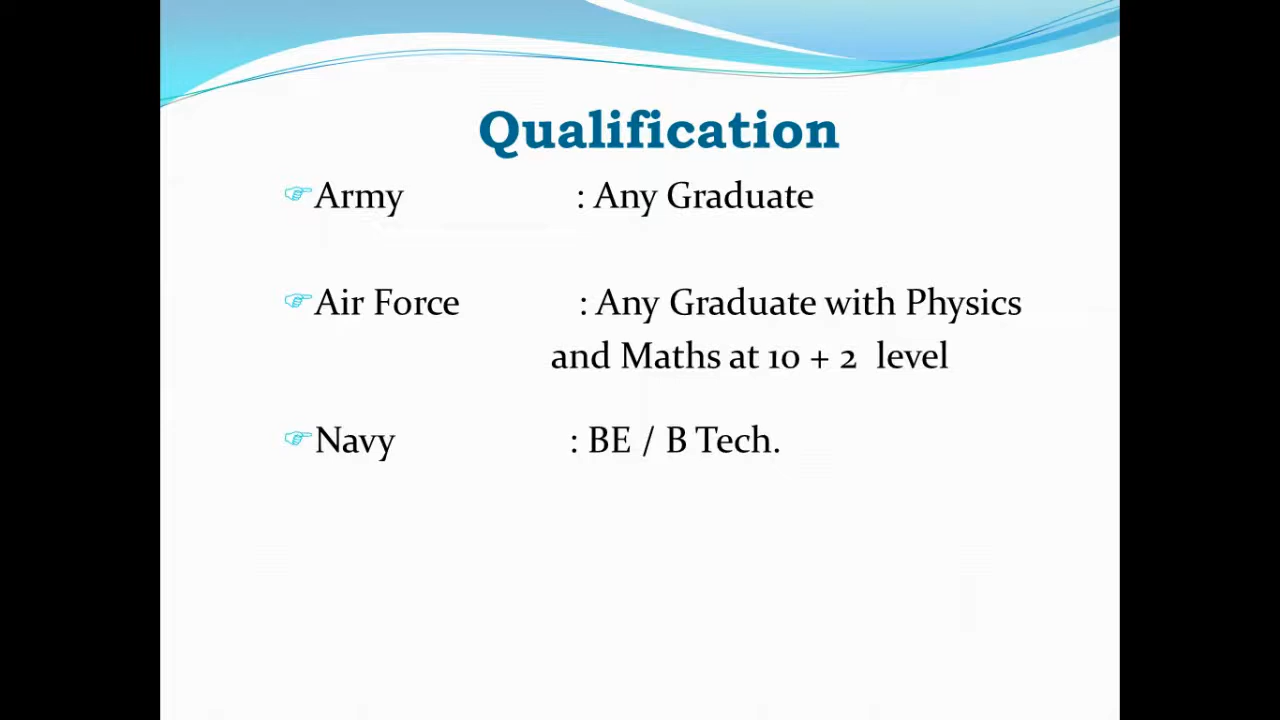 Qualification
Army : Any Graduate
Air Force : Any Graduate with Physics
and Maths at 10 + 2 level
Navy : BE / B Tech.